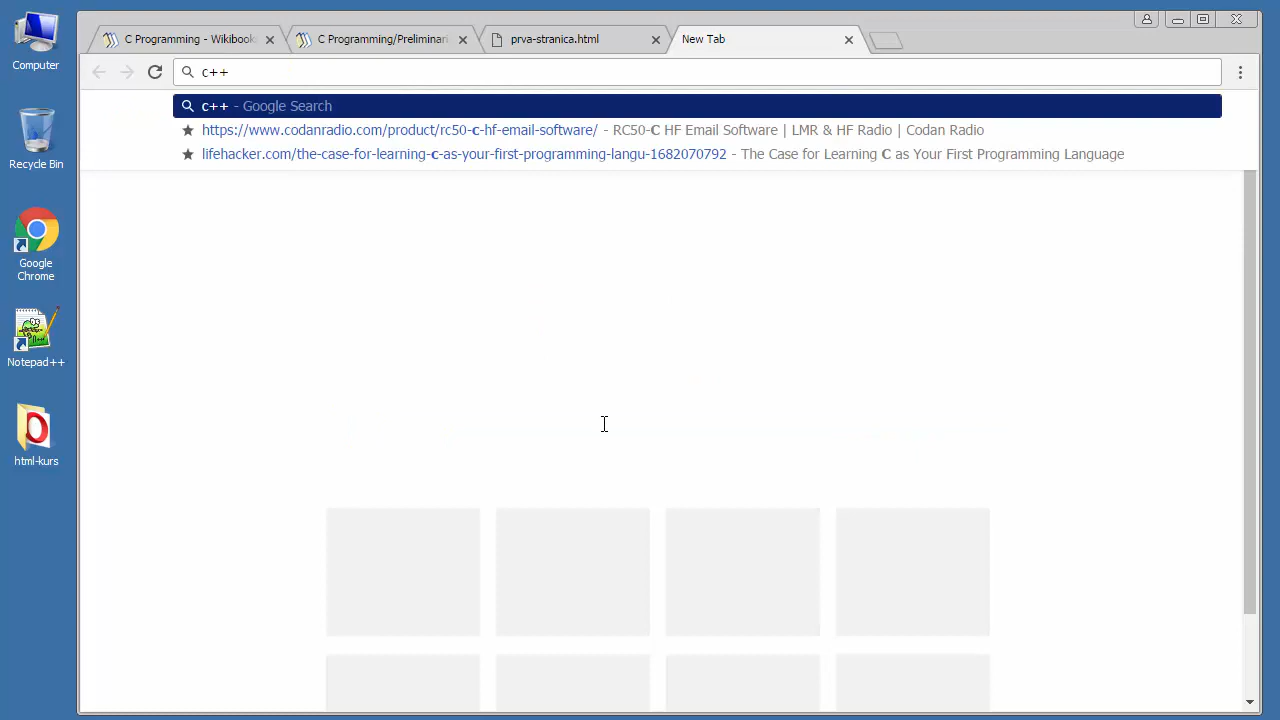 Computer
Recycle Bin
Google
Chrome
Notepad++
html-kurs
C Programming - Wikibook
C Programming/Preliminari
prva-stranica.html
New Tab
c++
c++ - Google Search
https://www.codanradio.com/product/rc50-c-hf-email-software/ - RC50-C HF Email Software | LMR & HF Radio | Codan Radio
lifehacker.com/the-case-for-learning-c-as-your-first-programming-langu-1682070792 - The Case for Learning C as Your First Programming Language